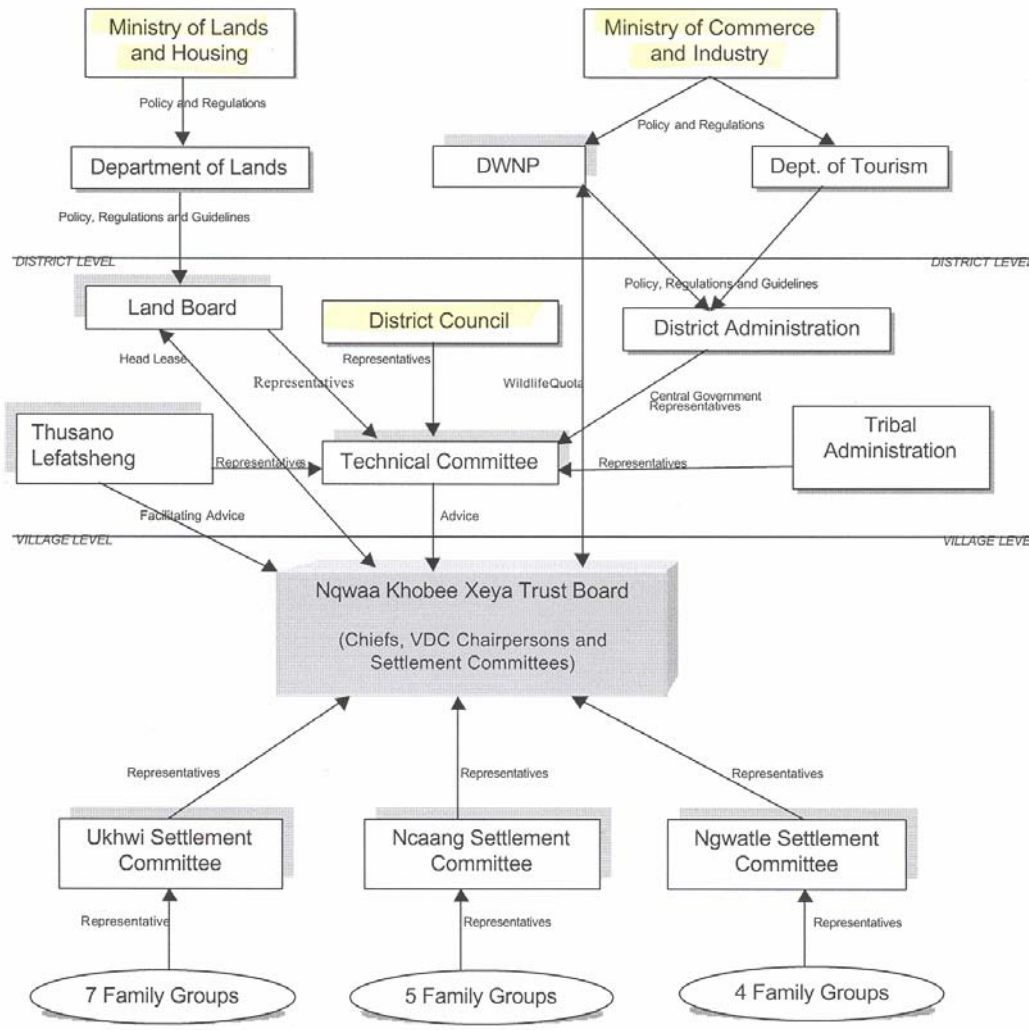 Ministry of Lands
and Housing
Ministry of Commerce
and Industry
Policy and Regulations
Policy and Regulations
Department of Lands
DWNP
Dept. of Tourism
Policy, Regulations and Guidelines
DISTRICT LEVEL
DISTRICT LEVEL
Policy, Regulations and Guidelines
Land Board
District Council
District Administration
Head Lease
Representatives
Representatives
WildlifeQuota
Central Government
Representatives
Thusano
Lefatsheng
Tribal
Administration
Representatives
Technical Committee
Representatives
Facilitating Advice
Advice
VILLAGE LEVEL
VILLAGE LEVEL
Nqwaa Khobee Xeya Trust Board
(Chiefs, VDC Chairpersons and
Settlement Committees)
Representatives
Representatives
Representatives
Ukhwi Settlement
Committee
Ncaang Settlement
Committee
Ngwatle Settlement
Committee
Representative
Representatives
Representatives
7 Family Groups
5 Family Groups
4 Family Groups